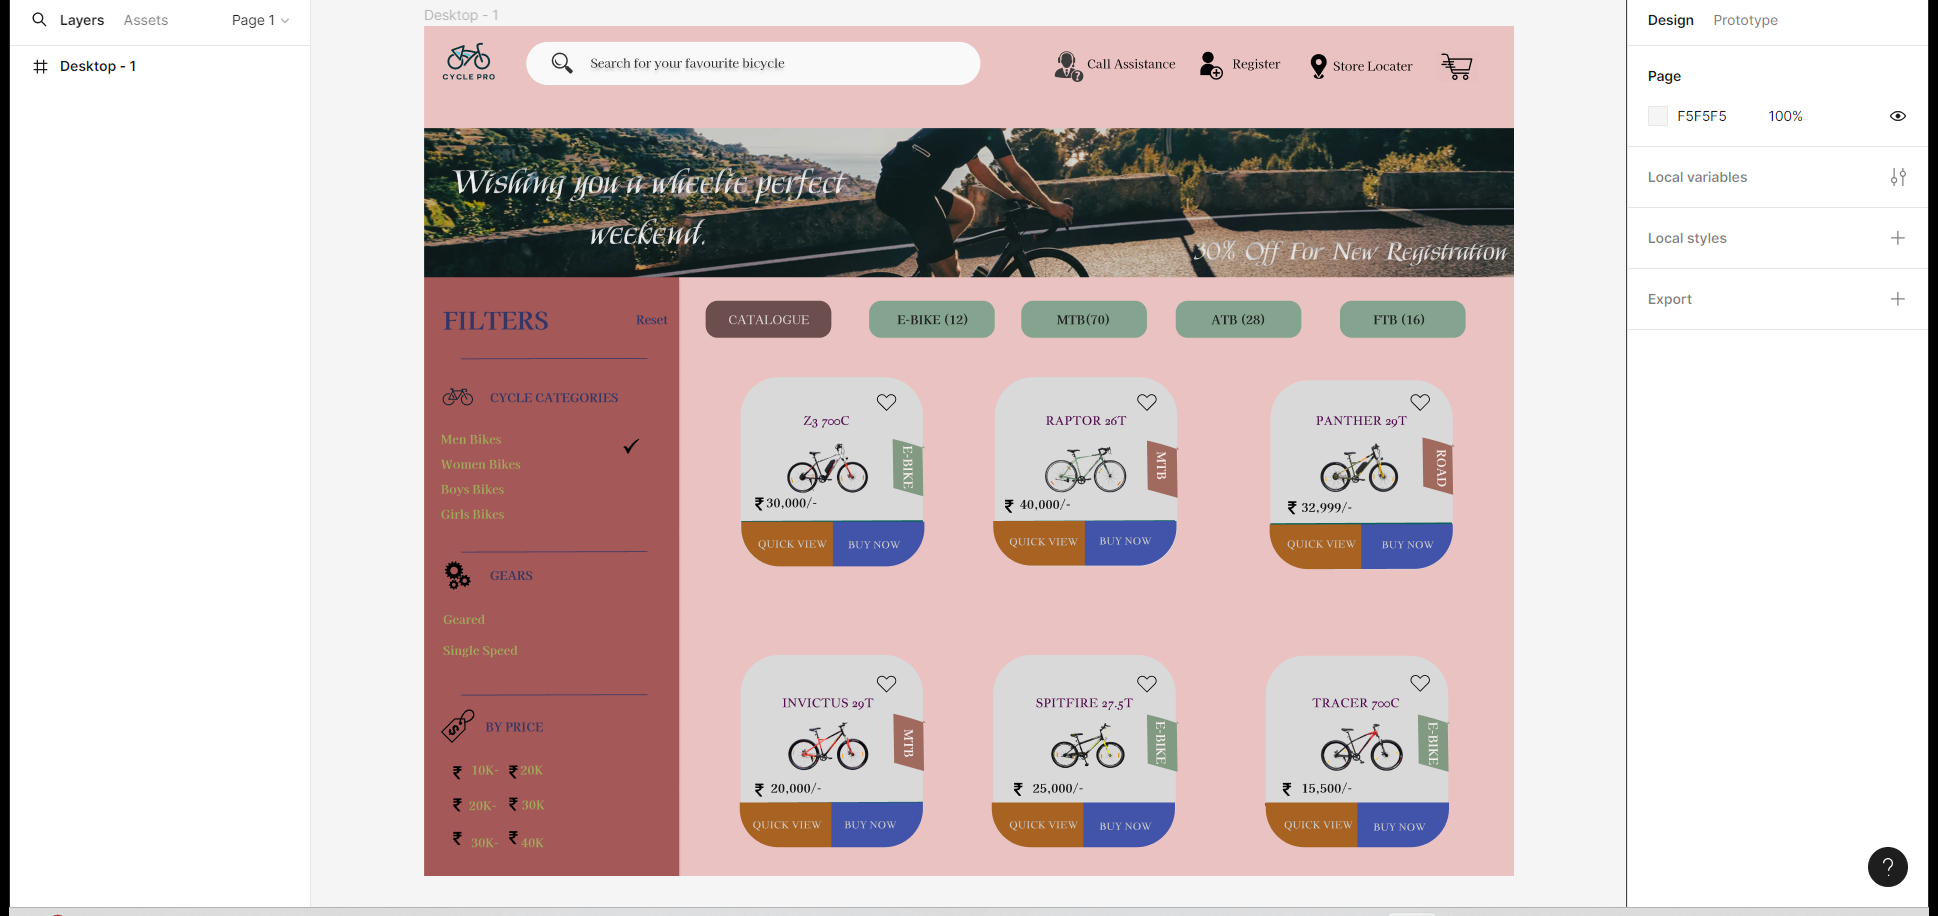 Layers Assets Page 1
Desktop - 1
Desktop - 1
CYCLE PRO
Search for your favourite bicycle
Call Assistance
Register
Store Locater
Wishing you a wheelie perfect
weekend.
30% Off For New Registration
FILTERS Reset
CYCLE CATEGORIES
Men Bikes
Women Bikes
Boys Bikes
Girls Bikes
GEARS
Geared
Single Speed
BY PRICE
₹ 10K- ₹ 20K
₹ 20K- ₹ 30K
₹ 30K- ₹ 40K
CATALOGUE E-BIKE (12) MTB(70) ATB (28) FTB (16)
Z3 700C
E-BIKE
₹ 30,000/-
QUICK VIEW BUY NOW
RAPTOR 26T
MTB
₹ 40,000/-
QUICK VIEW BUY NOW
PANTHER 29T
ROAD
₹ 32,999/-
QUICK VIEW BUY NOW
INVICTUS 29T
MTB
₹ 20,000/-
QUICK VIEW BUY NOW
SPITFIRE 27.5T
E-BIKE
₹ 25,000/-
QUICK VIEW BUY NOW
TRACER 700C
E-BIKE
₹ 15,500/-
QUICK VIEW BUY NOW
Design Prototype
Page
F5F5F5 100%
Local variables
Local styles
Export
?